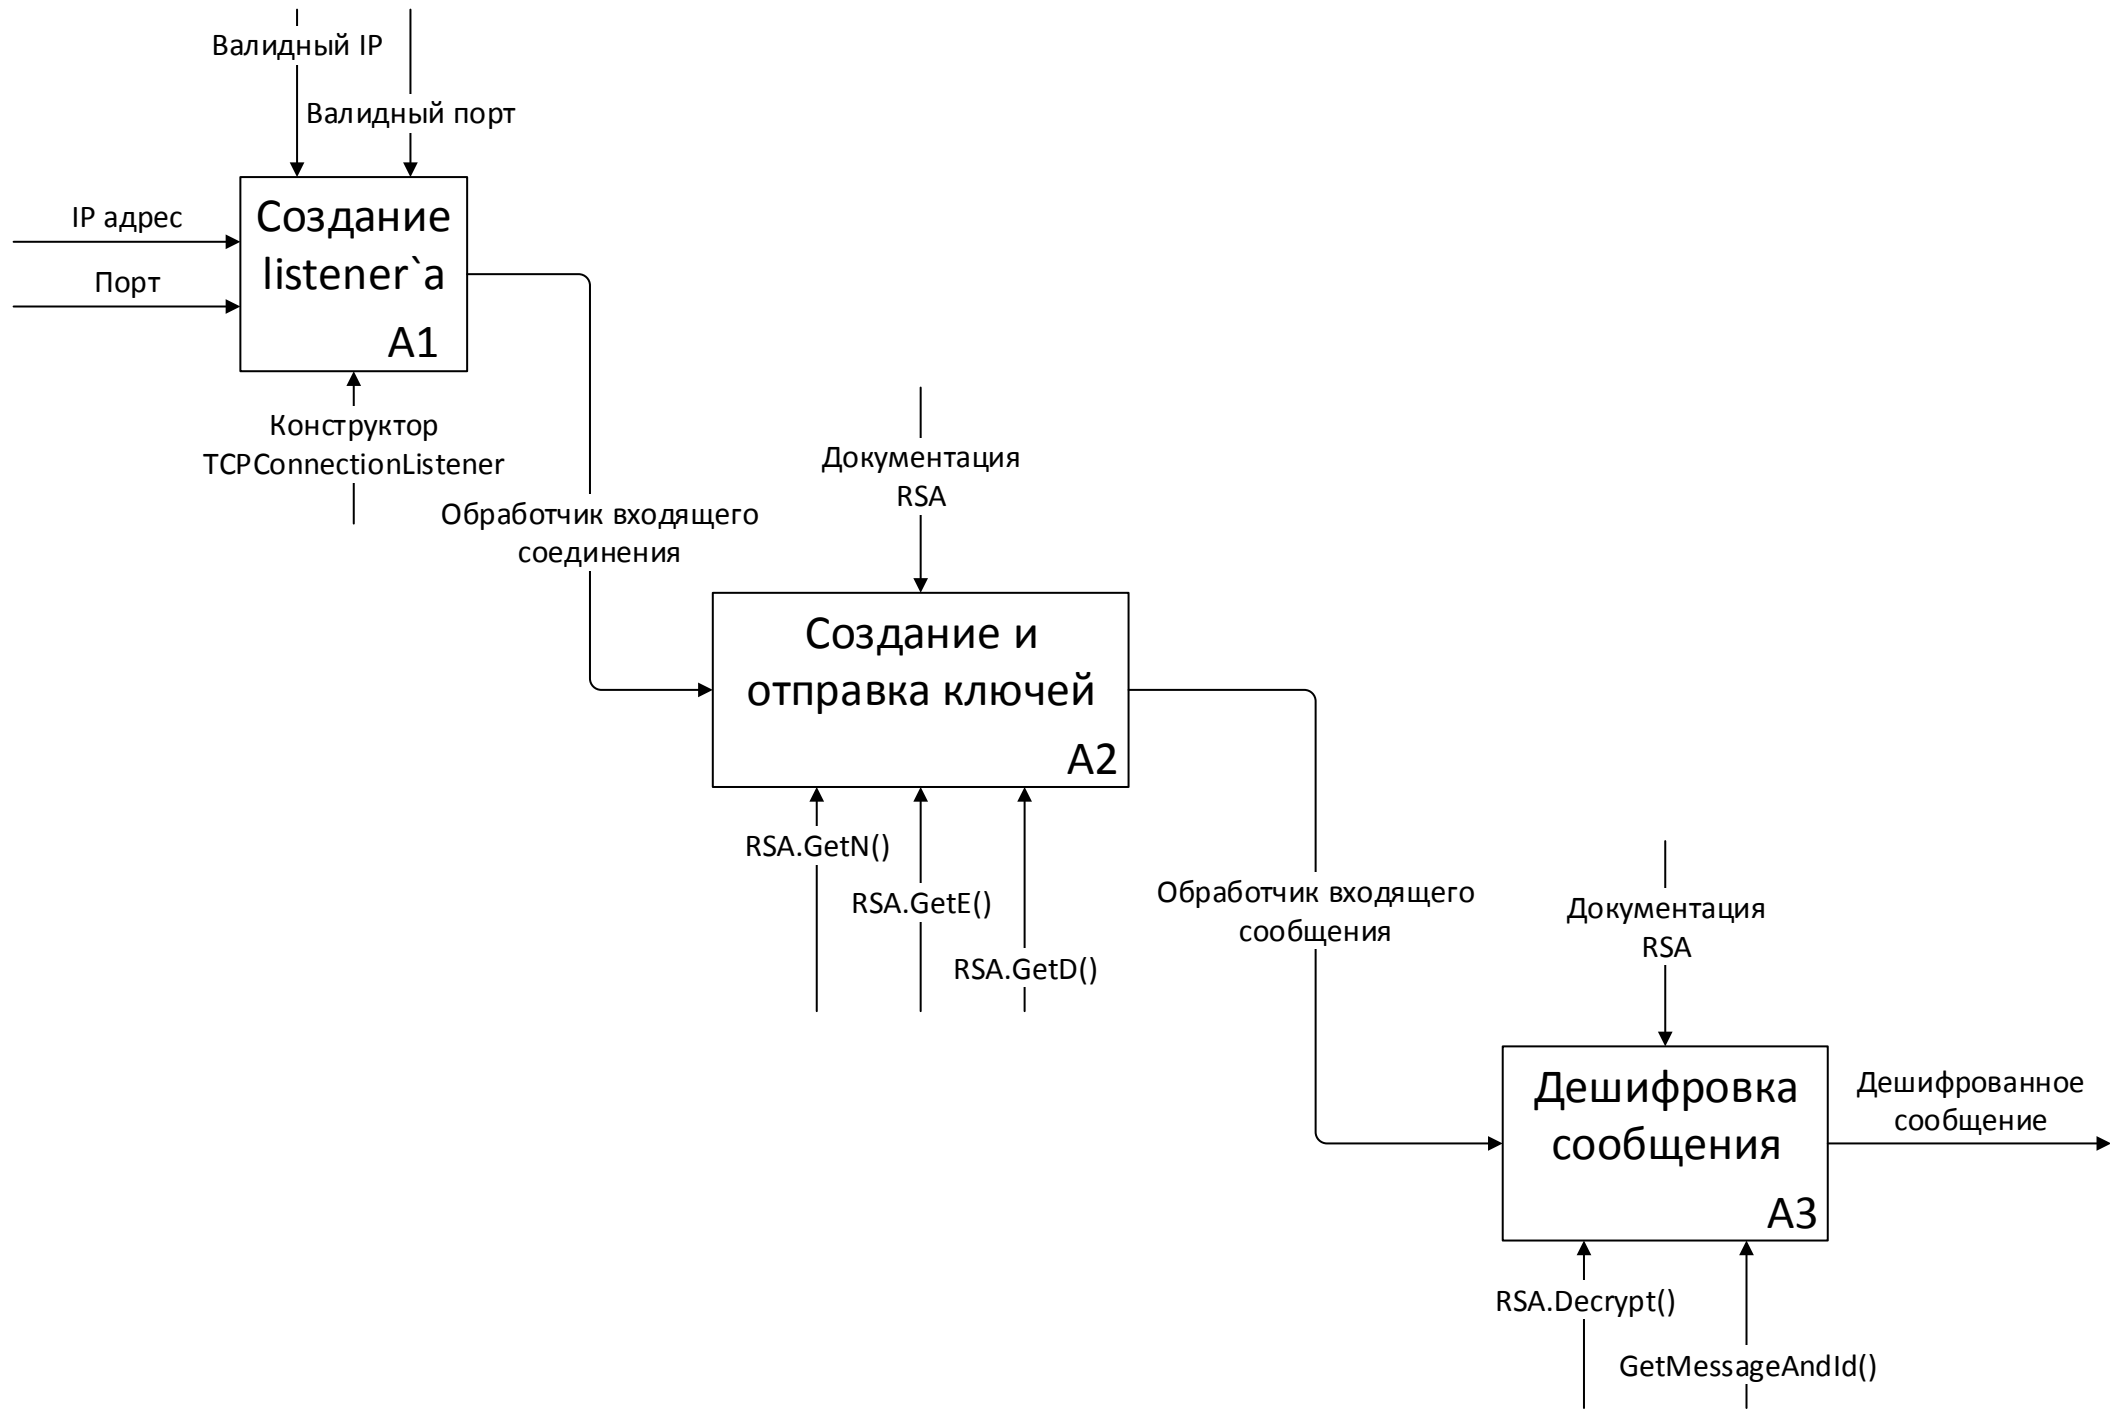 Валидный IP
Валидный порт
IP адрес
Порт
Создание
listener`а
A1
Конструктор
TCPConnectionListener
Обработчик входящего
соединения
Документация
RSA
Создание и
отправка ключей
A2
RSA.GetN()
RSA.GetE()
RSA.GetD()
Обработчик входящего
сообщения
Документация
RSA
Дешифровка
сообщения
A3
Дешифрованное
сообщение
RSA.Decrypt()
GetMessageAndId()